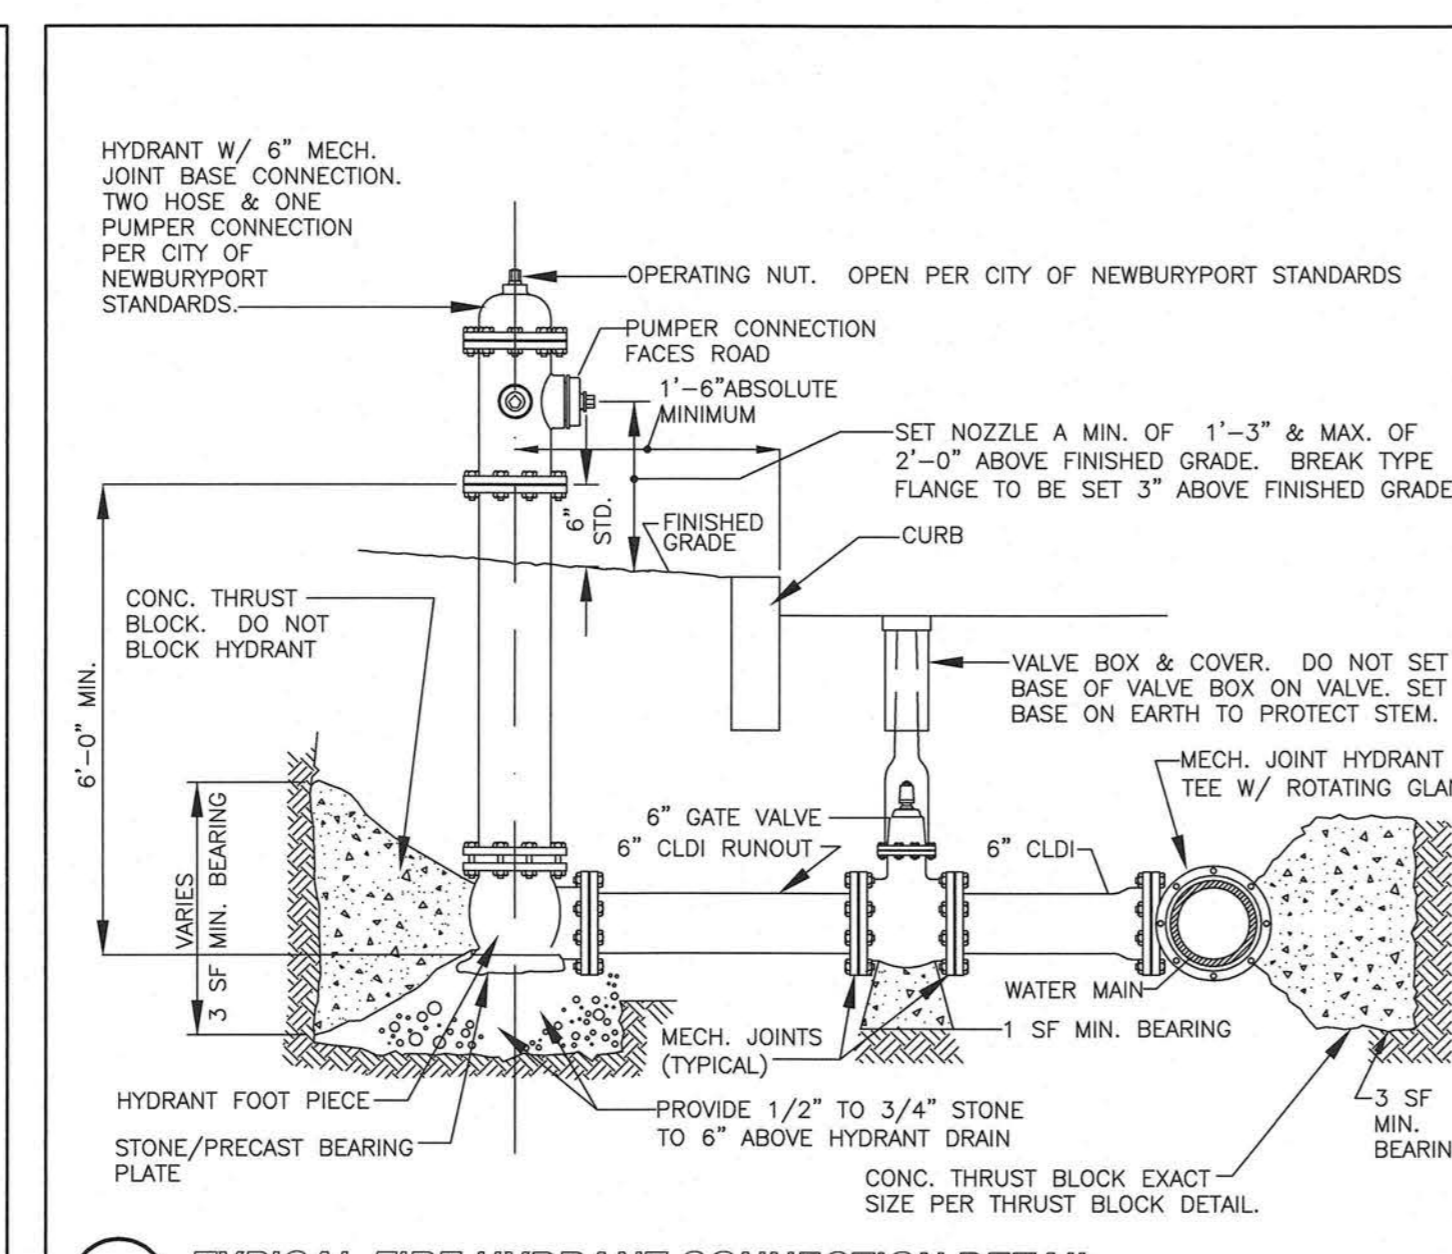 HYDRANT W/ 6" MECH.
JOINT BASE CONNECTION.
TWO HOSE & ONE
PUMPER CONNECTION
PER CITY OF
NEWBURYPORT
STANDARDS.
OPERATING NUT. OPEN PER CITY OF NEWBURYPORT STANDARDS
PUMPER CONNECTION
FACES ROAD
1'-6" ABSOLUTE
MINIMUM
SET NOZZLE A MIN. OF 1'-3" & MAX. OF
2'-0" ABOVE FINISHED GRADE. BREAK TYPE
FLANGE TO BE SET 3" ABOVE FINISHED GRADE
6"
STD.
FINISHED
GRADE
CURB
CONC. THRUST
BLOCK. DO NOT
BLOCK HYDRANT
6'-0" MIN.
VALVE BOX & COVER. DO NOT SET
BASE OF VALVE BOX ON VALVE. SET
BASE ON EARTH TO PROTECT STEM.
MECH. JOINT HYDRANT
TEE W/ ROTATING GLAN
VARIES
3 SF MIN. BEARING
6" GATE VALVE
6" CLDI RUNOUT
6" CLDI
WATER MAIN
1 SF MIN. BEARING
MECH. JOINTS
(TYPICAL)
HYDRANT FOOT PIECE
STONE/PRECAST BEARING
PLATE
PROVIDE 1/2" TO 3/4" STONE
TO 6" ABOVE HYDRANT DRAIN
3 SF
MIN.
BEARIN
CONC. THRUST BLOCK EXACT
SIZE PER THRUST BLOCK DETAIL.
TYPICAL FIRE HYDRANT CONNECTION DETAIL